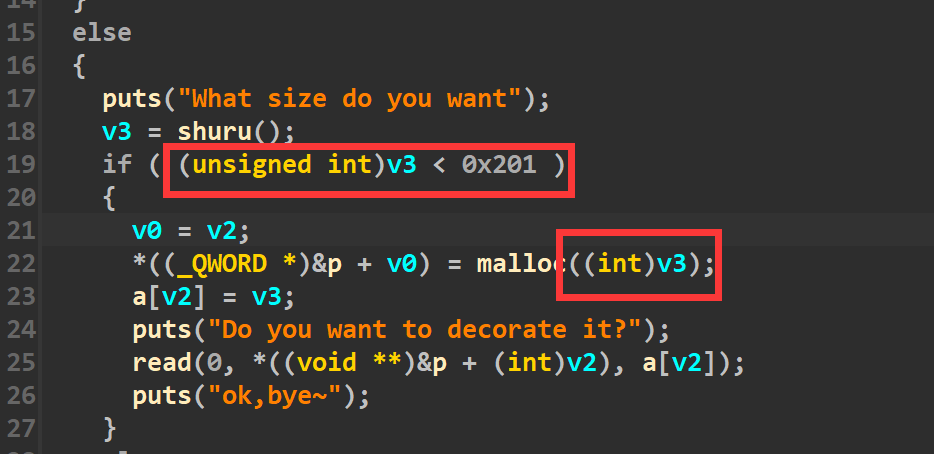 14 }
15 else
16 {
17 puts("What size do you want");
18 v3 = shuru();
19 if ( (unsigned int)v3 < 0x201 )
20 {
21 v0 = v2;
22 *((_QWORD *)&p + v0) = malloc((int)v3);
23 a[v2] = v3;
24 puts("Do you want to decorate it?");
25 read(0, *((void **)&p + (int)v2), a[v2]);
26 puts("ok,bye~");
27 }